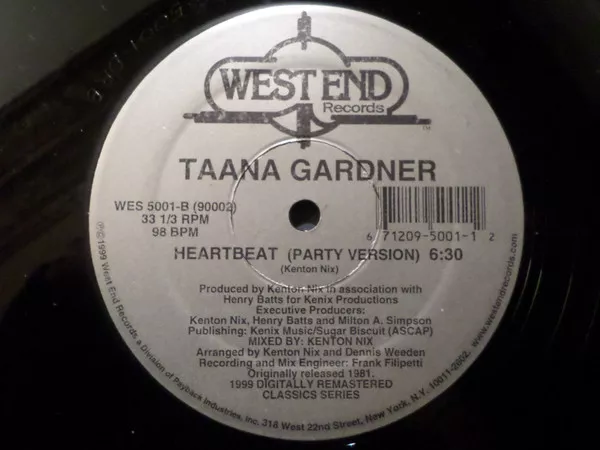 WEST END
Records
TM
TAANA GARDNER
WES 5001-B (90002)
33 1/3 RPM
98 BPM
6 71209-5001-1 2
HEARTBEAT (PARTY VERSION) 6:30
(Kenton Nix)
Produced by Kenton Nix in association with
Henry Batts for Kenix Productions
Executive Producers:
Kenton Nix, Henry Batts and Milton A. Simpson
Publishing: Kenix Music/Sugar Biscuit (ASCAP)
MIXED BY: KENTON NIX
Arranged by Kenton Nix and Dennis Weeden
Recording and Mix Engineer: Frank Filipetti
Originally released 1981.
1999 DIGITALLY REMASTERED
CLASSICS SERIES
℗©1999 West End Records, A Division of Payback Industries, Inc. 318 West 22nd Street, New York, N.Y. 10011-2602. www.westendrecords.com